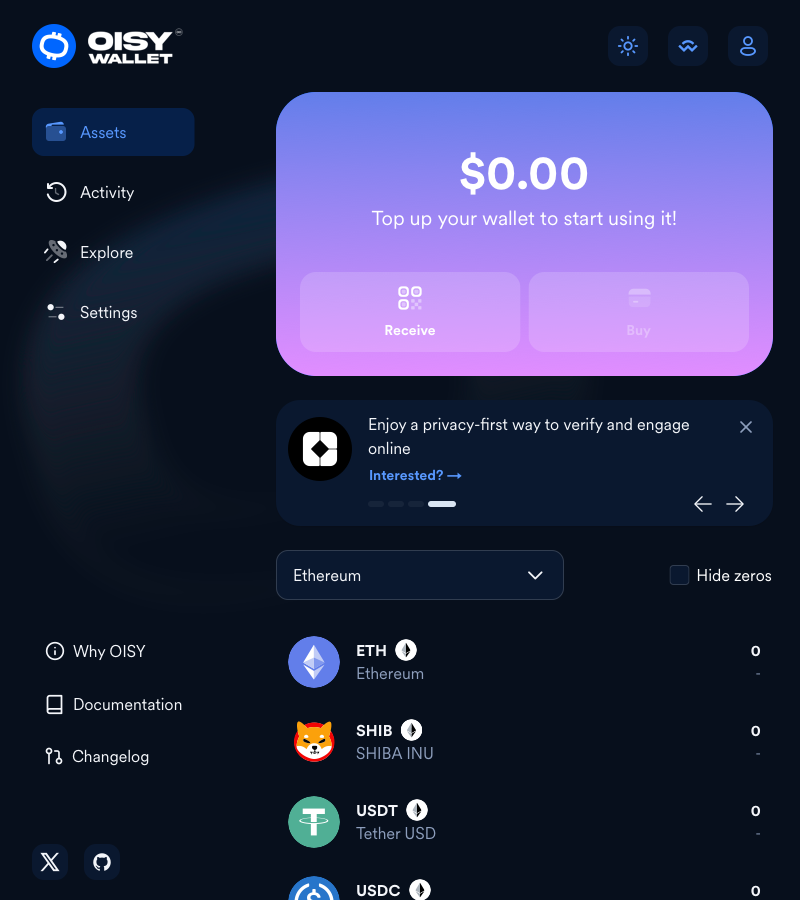 OISY
WALLET
Assets
Activity
Explore
Settings
$0.00
Top up your wallet to start using it!
Receive
Buy
Enjoy a privacy-first way to verify and engage
online
Interested? →
Ethereum
Hide zeros
ETH
0
Ethereum
-
SHIB
0
SHIBA INU
-
USDT
0
Tether USD
-
USDC
0
Why OISY
Documentation
Changelog